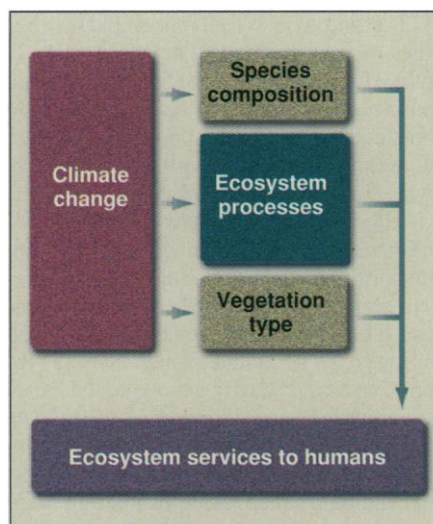 Species
composition
Climate
change
Ecosystem
processes
Vegetation
type
Ecosystem services to humans